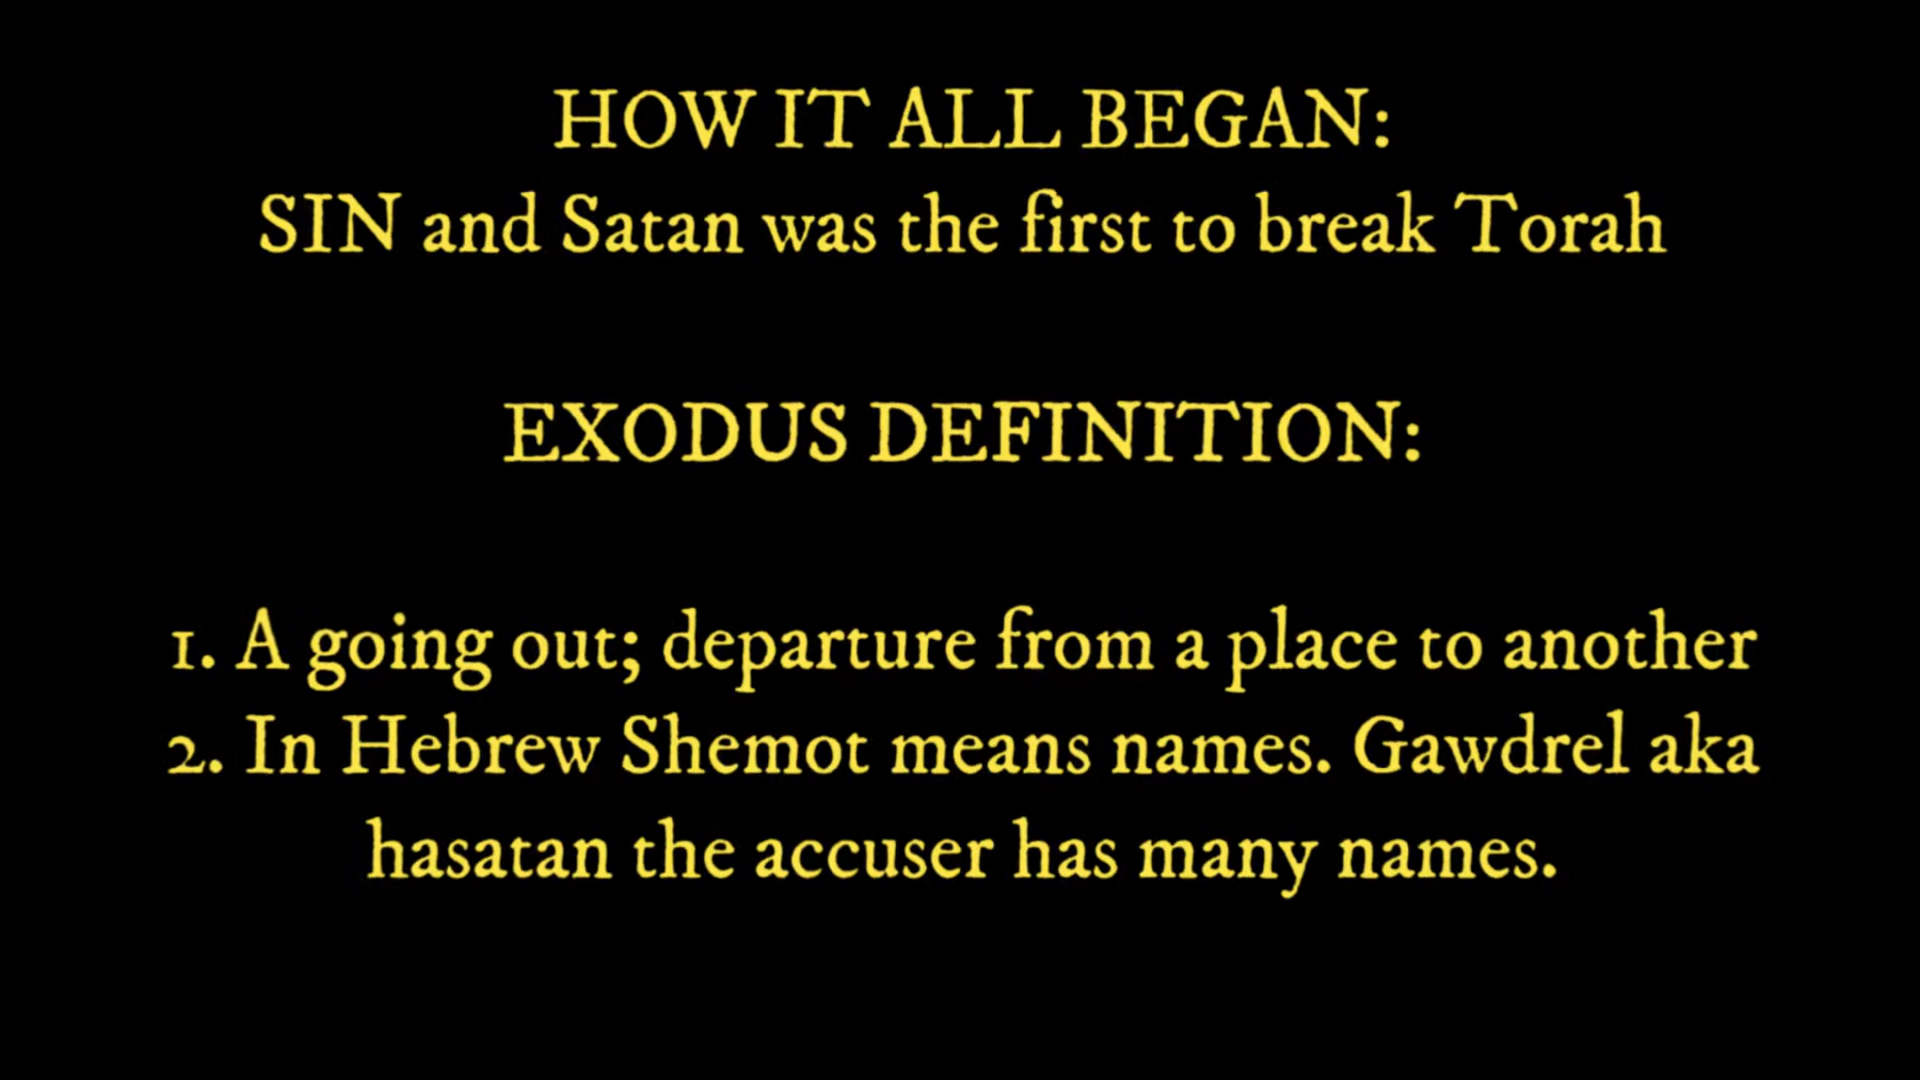 HOW IT ALL BEGAN:
SIN and Satan was the first to break Torah
EXODUS DEFINITION:
1. A going out; departure from a place to another
2. In Hebrew Shemot means names. Gawdrel aka
hasatan the accuser has many names.